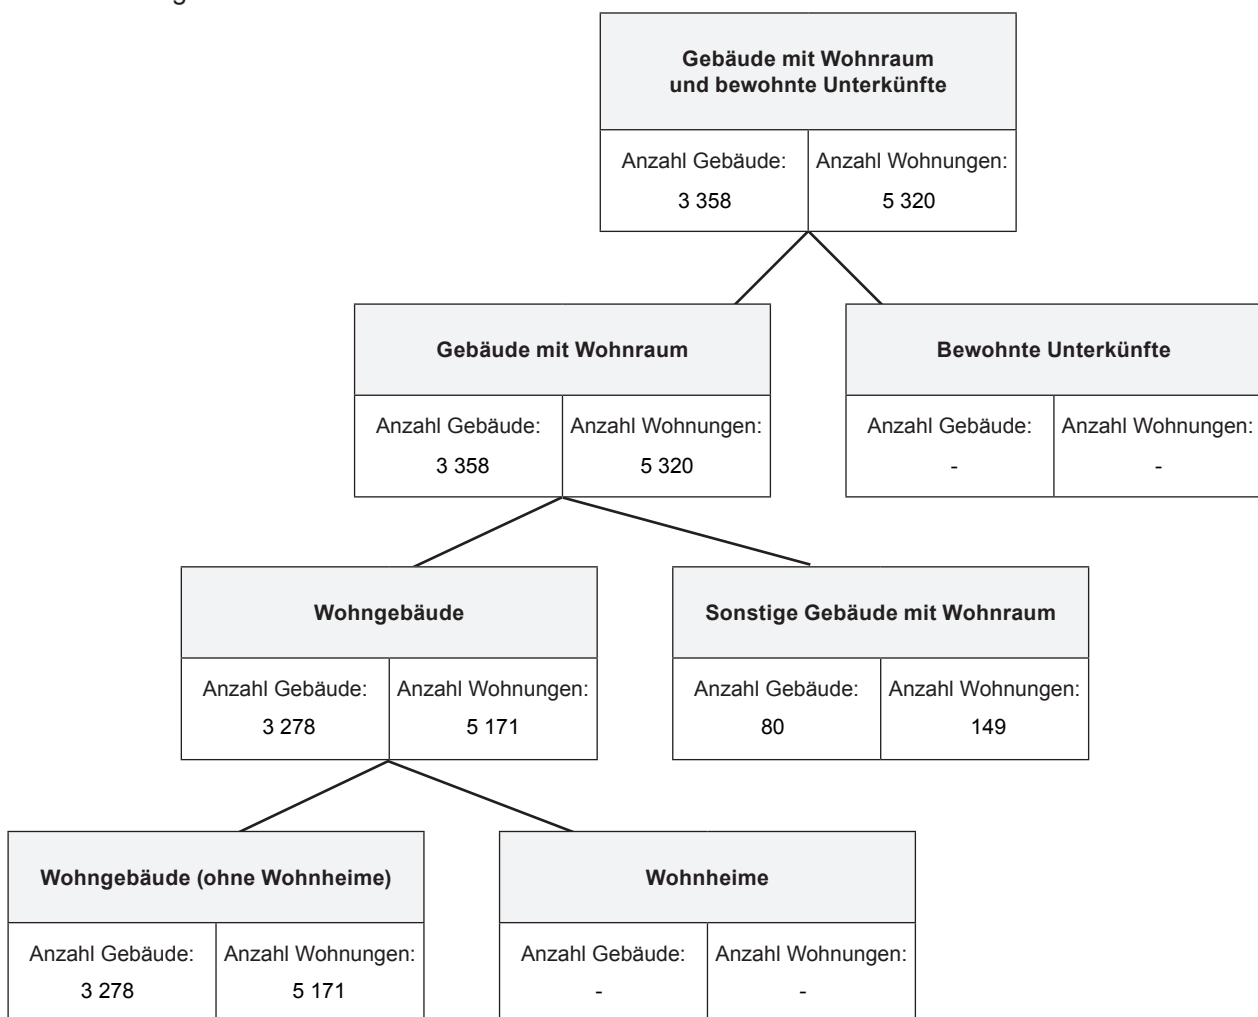 g
Gebäude mit Wohnraum
und bewohnte Unterkünfte
Anzahl Gebäude: Anzahl Wohnungen:
3 358 5 320
Gebäude mit Wohnraum Bewohnte Unterkünfte
Anzahl Gebäude: Anzahl Wohnungen: Anzahl Gebäude: Anzahl Wohnungen:
3 358 5 320 - -
Wohngebäude Sonstige Gebäude mit Wohnraum
Anzahl Gebäude: Anzahl Wohnungen: Anzahl Gebäude: Anzahl Wohnungen:
3 278 5 171 80 149
Wohngebäude (ohne Wohnheime) Wohnheime
Anzahl Gebäude: Anzahl Wohnungen: Anzahl Gebäude: Anzahl Wohnungen:
3 278 5 171 - -